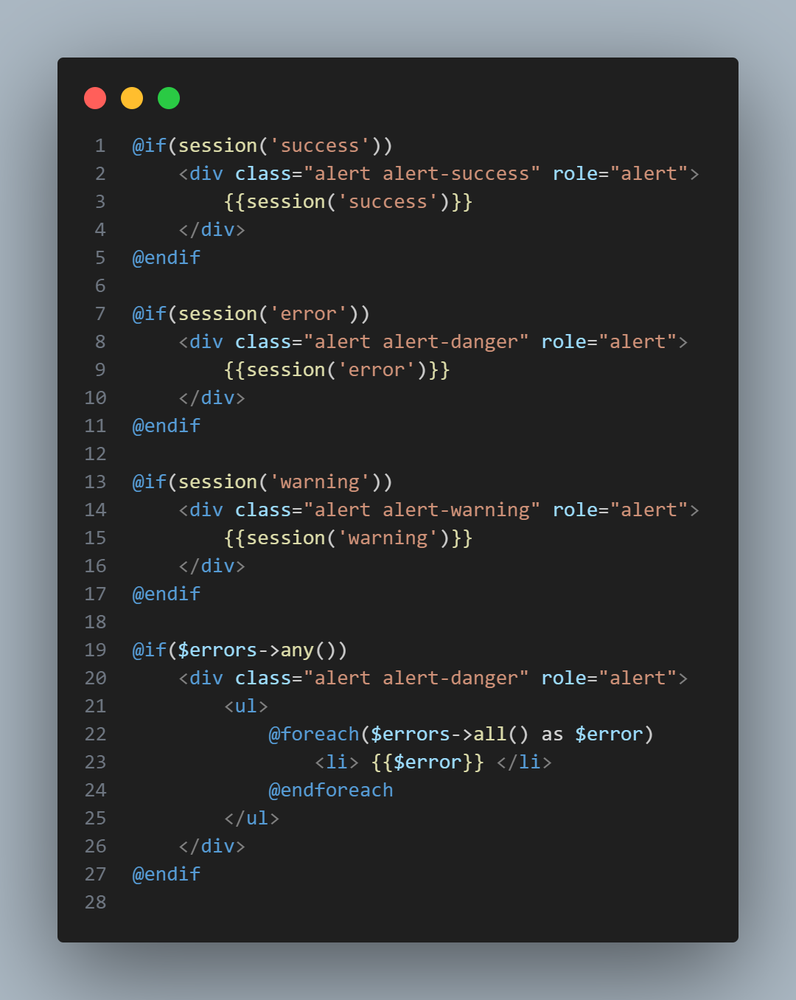 1 @if(session('success'))
2     <div class="alert alert-success" role="alert">
3         {{session('success')}}
4     </div>
5 @endif
6
7 @if(session('error'))
8     <div class="alert alert-danger" role="alert">
9         {{session('error')}}
10     </div>
11 @endif
12
13 @if(session('warning'))
14     <div class="alert alert-warning" role="alert">
15         {{session('warning')}}
16     </div>
17 @endif
18
19 @if($errors->any())
20     <div class="alert alert-danger" role="alert">
21         <ul>
22             @foreach($errors->all() as $error)
23                 <li> {{$error}} </li>
24             @endforeach
25         </ul>
26     </div>
27 @endif
28